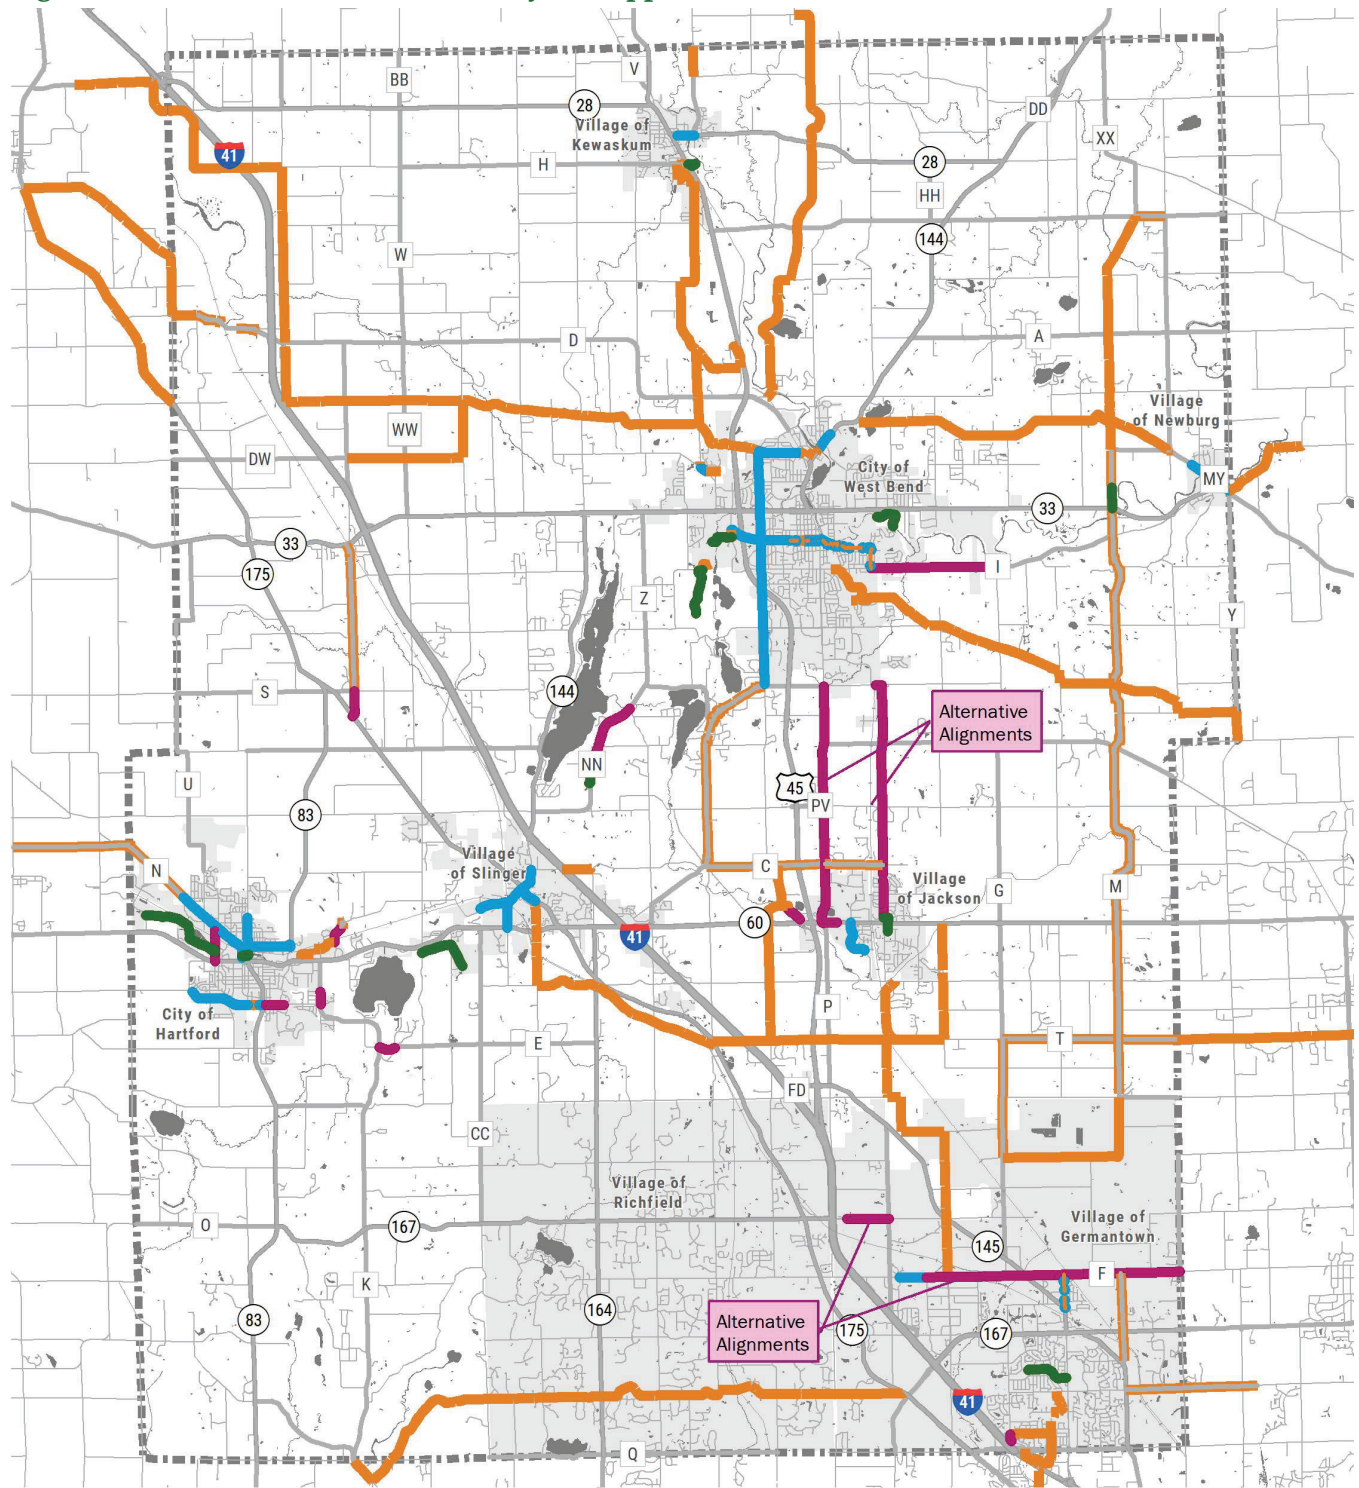 V
BB
28
DD
Village of
Kewaskum
XX
41
H
28
HH
144
W
D
A
Village
of Newburg
WW
DW
City of
West Bend
MY
33
33
175
I
Z
Y
S
144
Alternative
Alignments
NN
U
45
PV
83
Village
of Slinger
N
C
Village
of Jackson
G
M
60
41
P
City of
Hartford
E
T
FD
CC
Village of
Richfield
O
167
Village of
Germantown
145
F
K
164
83
Alternative
Alignments
175
167
41
Q